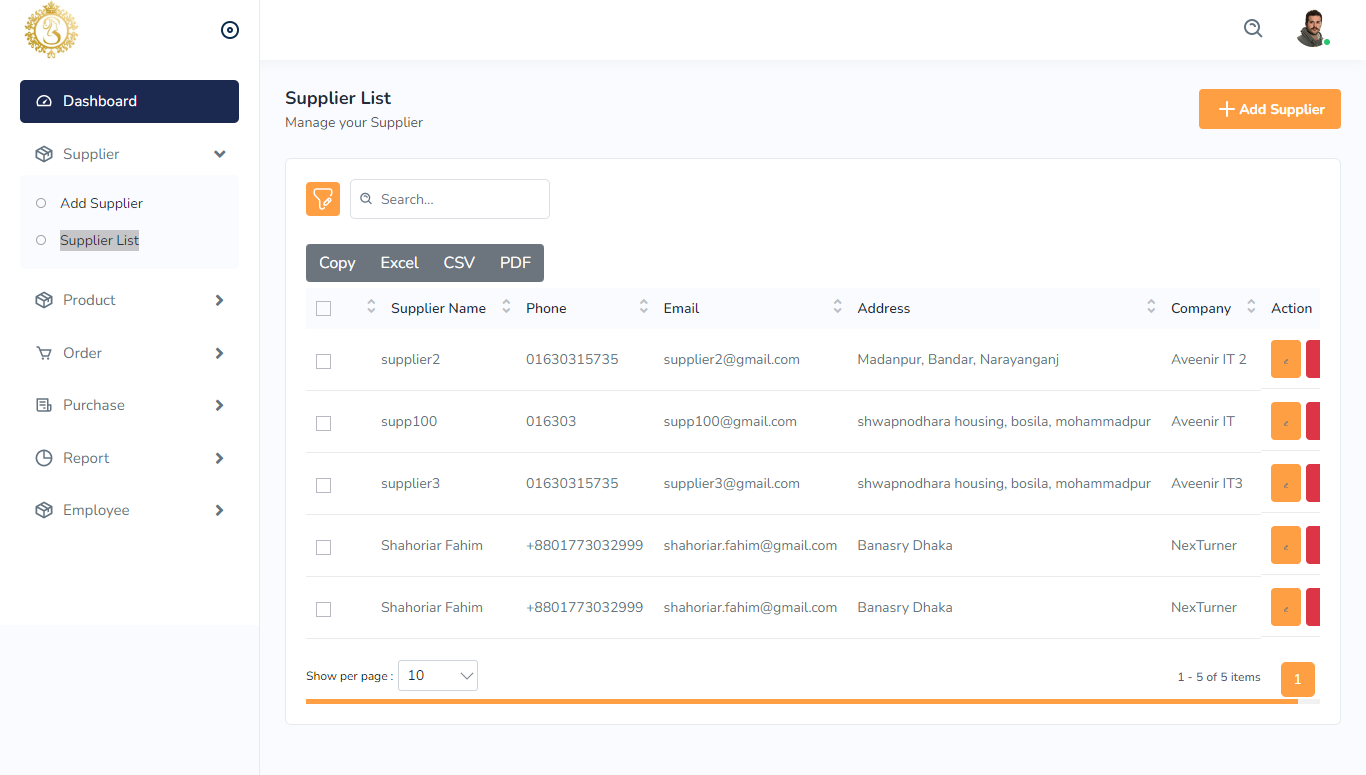 Dashboard
Supplier
Add Supplier
Supplier List
Product
Order
Purchase
Report
Employee
Supplier List
Manage your Supplier
Add Supplier
Search...
Copy Excel CSV PDF
Supplier Name Phone Email Address Company Action
supplier2 01630315735 supplier2@gmail.com Madanpur, Bandar, Narayanganj Aveenir IT 2
supp100 016303 supp100@gmail.com shwapnodhara housing, bosila, mohammadpur Aveenir IT
supplier3 01630315735 supplier3@gmail.com shwapnodhara housing, bosila, mohammadpur Aveenir IT3
Shahoriar Fahim +8801773032999 shahoriar.fahim@gmail.com Banasry Dhaka NexTurner
Shahoriar Fahim +8801773032999 shahoriar.fahim@gmail.com Banasry Dhaka NexTurner
Show per page : 10 1 - 5 of 5 items 1